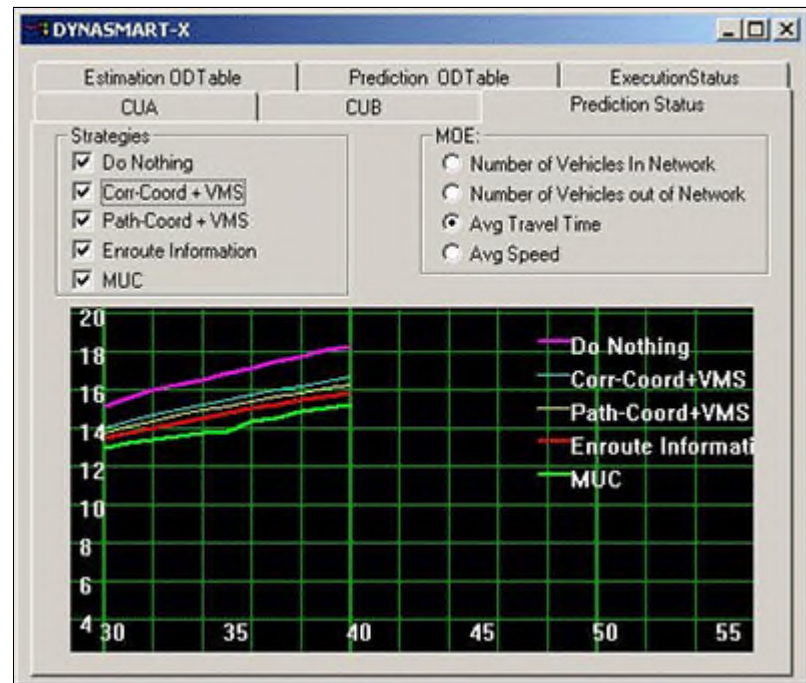 DYNASMART-X
Estimation ODTable
Prediction ODTable
ExecutionStatus
CUA
CUB
Prediction Status
Strategies
Do Nothing
Corr-Coord + VMS
Path-Coord + VMS
Enroute Information
MUC
MOE:
Number of Vehicles In Network
Number of Vehicles out of Network
Avg Travel Time
Avg Speed
20
18
16
14
12
10
8
6
4
Do Nothing
Corr-Coord+VMS
Path-Coord+VMS
Enroute Informati
MUC
30 35 40 45 50 55